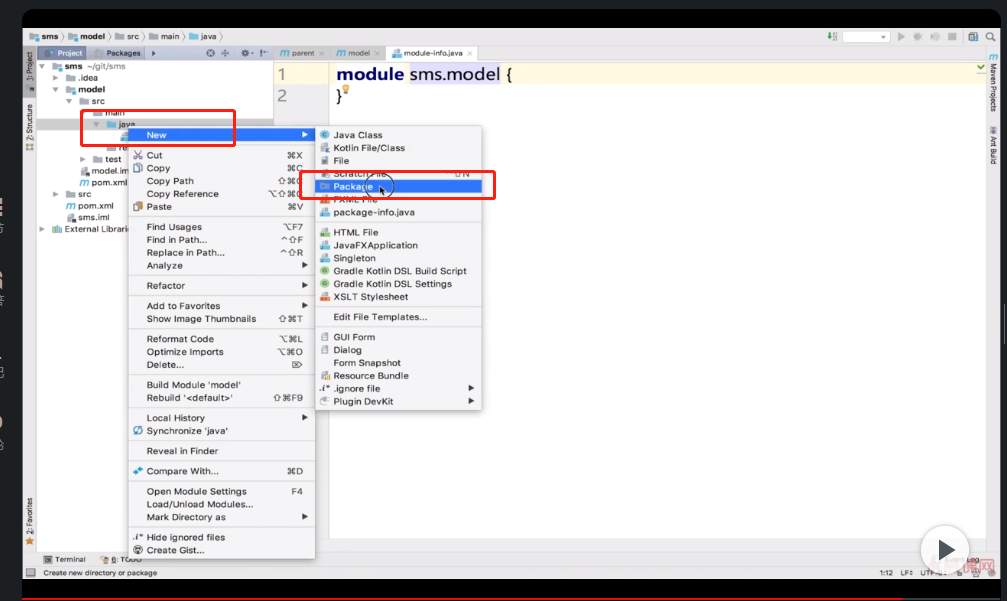 sms model src main java
Project Packages parent model module-info.java
1: Project
2: Structure
2: Favorites
Maven Projects
Ant Build
sms ~/git/sms
.idea
model
src
main
java
test
pom.xml
src
pom.xml
sms.iml
1 module sms.model {
2 }
New
Cut ⌘X
Copy ⌘C
Copy Path
Copy Reference
Paste ⌘V
Find Usages ⌥F7
Find in Path... ^⇧F
Replace in Path... ^⇧R
Analyze
Refactor
Add to Favorites
Show Image Thumbnails ⇧⌘T
Reformat Code ⌥⌘L
Optimize Imports ⌥⌘O
Delete... ⌦
Build Module 'model'
Rebuild '<default>' ⇧⌘F9
Local History
Synchronize 'java'
Reveal in Finder
Compare With... ⌘D
Open Module Settings F4
Load/Unload Modules...
Mark Directory as
.i* Hide ignored files
Create Gist...
Java Class
Kotlin File/Class
File
Scratch File ⇧N
Package
FXML File
package-info.java
HTML File
JavaFXApplication
Singleton
Gradle Kotlin DSL Build Script
Gradle Kotlin DSL Settings
XSLT Stylesheet
Edit File Templates...
GUI Form
Dialog
Form Snapshot
Resource Bundle
.i* .ignore file
Plugin DevKit
Terminal 6: TODO
Create new directory or package 1:12 LF÷